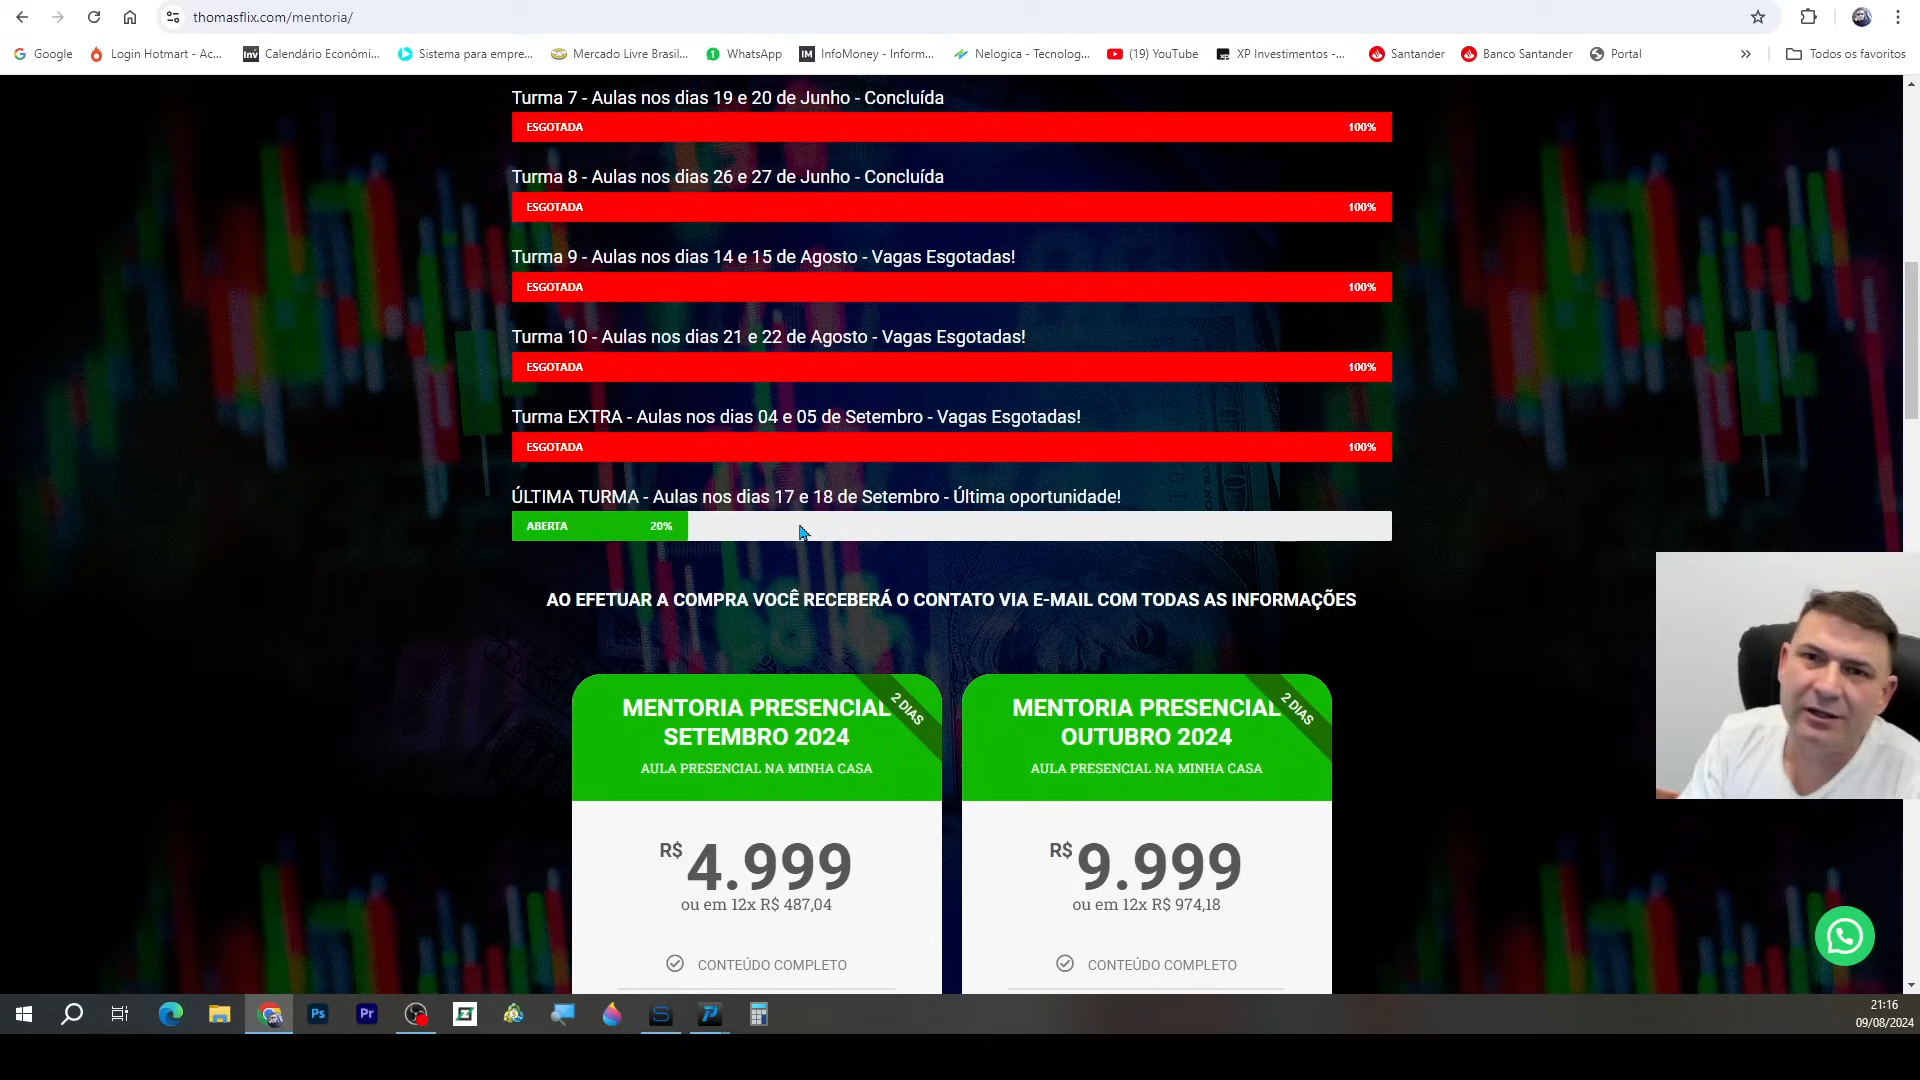 thomasflix.com/mentoria/
Google
Login Hotmart - Ac...
Calendário Econômi...
Sistema para empre...
Mercado Livre Brasil...
WhatsApp
InfoMoney - Inform...
Nelogica - Tecnolog...
(19) YouTube
XP Investimentos -...
Santander
Banco Santander
Portal
Todos os favoritos
Turma 7 - Aulas nos dias 19 e 20 de Junho - Concluída
ESGOTADA 100%
Turma 8 - Aulas nos dias 26 e 27 de Junho - Concluída
ESGOTADA 100%
Turma 9 - Aulas nos dias 14 e 15 de Agosto - Vagas Esgotadas!
ESGOTADA 100%
Turma 10 - Aulas nos dias 21 e 22 de Agosto - Vagas Esgotadas!
ESGOTADA 100%
Turma EXTRA - Aulas nos dias 04 e 05 de Setembro - Vagas Esgotadas!
ESGOTADA 100%
ÚLTIMA TURMA - Aulas nos dias 17 e 18 de Setembro - Última oportunidade!
ABERTA 20%
AO EFETUAR A COMPRA VOCÊ RECEBERÁ O CONTATO VIA E-MAIL COM TODAS AS INFORMAÇÕES
MENTORIA PRESENCIAL
SETEMBRO 2024
2 DIAS
AULA PRESENCIAL NA MINHA CASA
R$ 4.999
ou em 12x R$ 487,04
CONTEÚDO COMPLETO
MENTORIA PRESENCIAL
OUTUBRO 2024
2 DIAS
AULA PRESENCIAL NA MINHA CASA
R$ 9.999
ou em 12x R$ 974,18
CONTEÚDO COMPLETO
Ps
Pr
21:16
09/08/2024